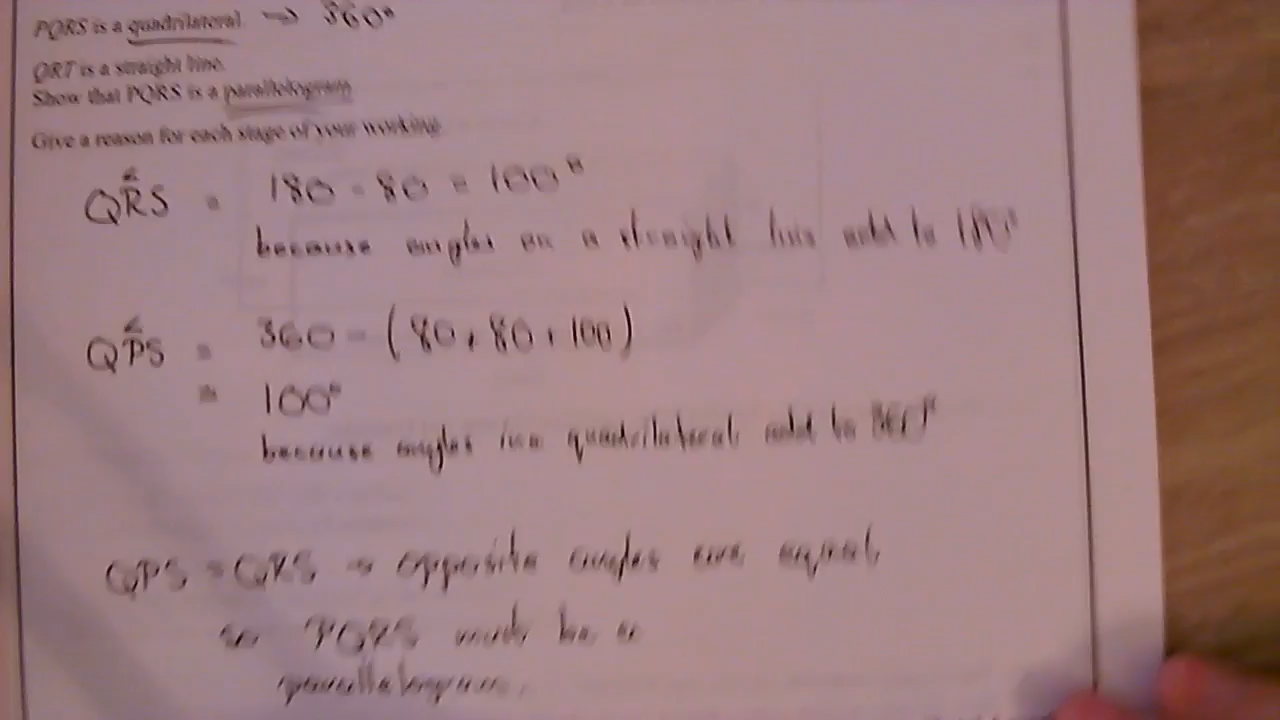 PQRS is a quadrilateral. → 360°
QRT is a straight line.
Show that PQRS is a parallelogram
Give a reason for each stage of your working.
QRS = 180 - 80 = 100°
because angles on a straight line add to 180°
QPS = 360 - (80 + 80 + 100)
= 100°
because angles in a quadrilateral add to 360°
QPS = QRS → opposite angles are equal
so PQRS must be a
parallelogram.